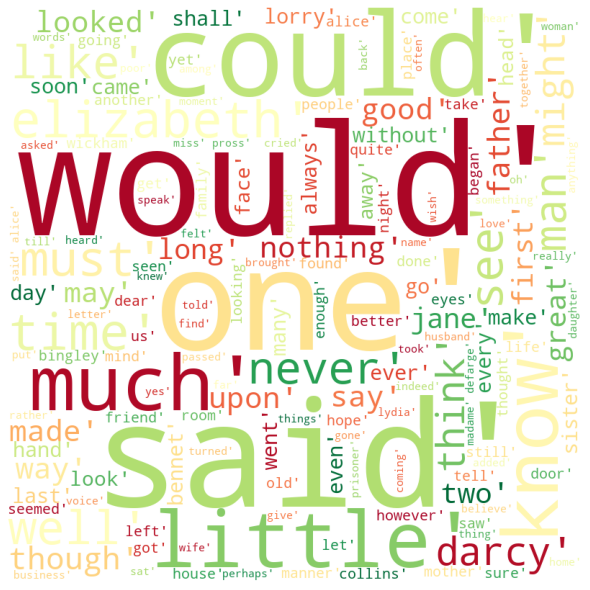 looked' shall' lorry' alice' come' words' going' yet' could' place' often' back' head' woman'
like' soon' came' another' people' good' take' might' together'
elizabeth' without' asked' wickham' miss' pross' cried' quite' began' father'
would' speak' get' family' face' always' away' night' oh' see' man'
said' alice' felt' replied' wish' love' something'
till' heard' must' long' nothing' name' first' really'
day' may' seen' knew' brought' found' done' great' daughter'
dear' us' looking' many' one' enough' go' eyes' make'
time' letter' told' find' better' jane' every'
put' bingley' mind' passed' took' husband' life' thought'
much' yes' never' ever' indeed' defarge' madame' think' know'
rather' friend' room' things' upon' say' lydia' sister'
made' hand' turned' hope' gone' prisoner' coming' still'
way' look' bennet' went' even' said' tell' two' door'
last' voice' old' believe'
seemed' well' left' give' little' however' saw' thing'
though' got' wife' let' darcy'
business' sat' house' perhaps' manner' collins' mother' sure' home'